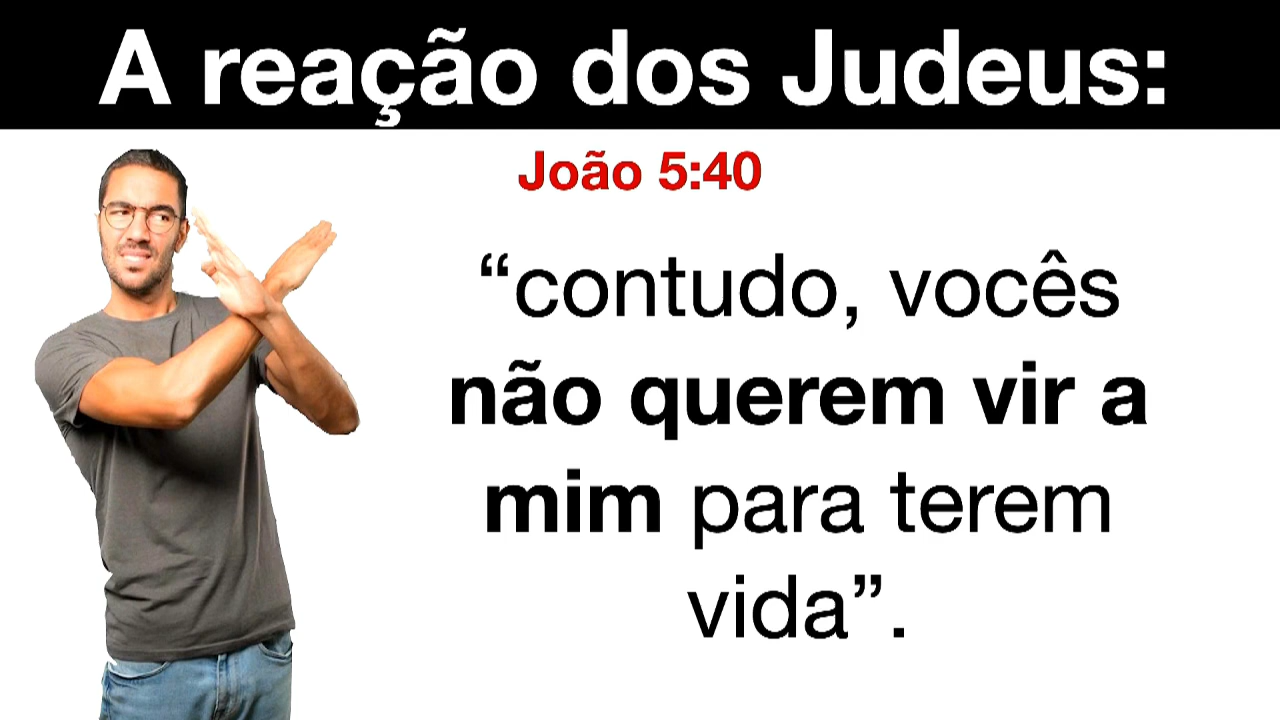 A reação dos Judeus:
João 5:40
“contudo, vocês
não querem vir a
mim para terem
vida”.